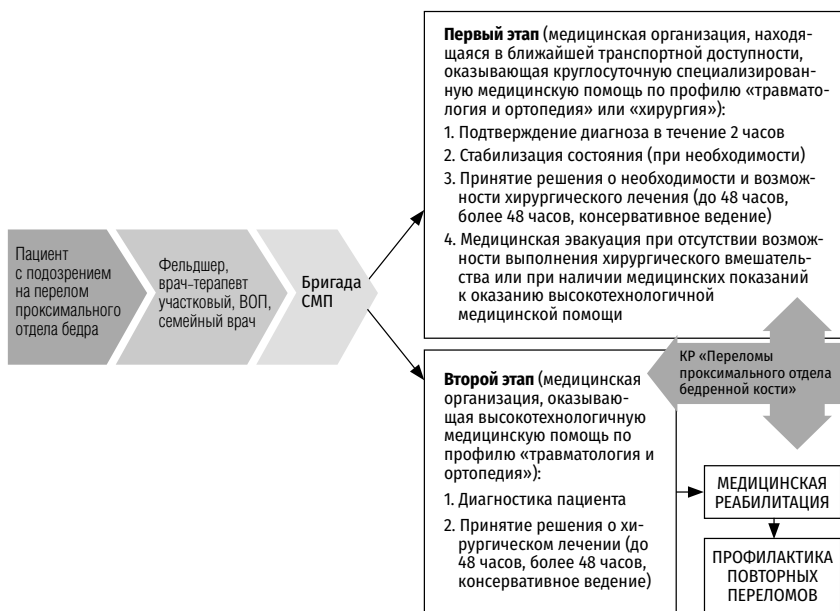 Пациент
с подозрением
на перелом
проксимального
отдела бедра
Фельдшер,
врач-терапевт
участковый, ВОП,
семейный врач
Бригада
СМП
Первый этап (медицинская организация, находя-
щаяся в ближайшей транспортной доступности,
оказывающая круглосуточную специализирован-
ную медицинскую помощь по профилю «травмато-
логия и ортопедия» или «хирургия»):
1. Подтверждение диагноза в течение 2 часов
2. Стабилизация состояния (при необходимости)
3. Принятие решения о необходимости и возмож-
ности хирургического лечения (до 48 часов,
более 48 часов, консервативное ведение)
4. Медицинская эвакуация при отсутствии возмож-
ности выполнения хирургического вмешатель-
ства или при наличии медицинских показаний
к оказанию высокотехнологичной
медицинской помощи
КР «Переломы
проксимального отдела
бедренной кости»
Второй этап (медицинская
организация, оказываю-
щая высокотехнологичную
медицинскую помощь по
профилю «травматология и
ортопедия»):
1. Диагностика пациента
2. Принятие решения о хи-
рургическом лечении (до
48 часов, более 48 часов,
консервативное ведение)
МЕДИЦИНСКАЯ
РЕАБИЛИТАЦИЯ
ПРОФИЛАКТИКА
ПОВТОРНЫХ
ПЕРЕЛОМОВ